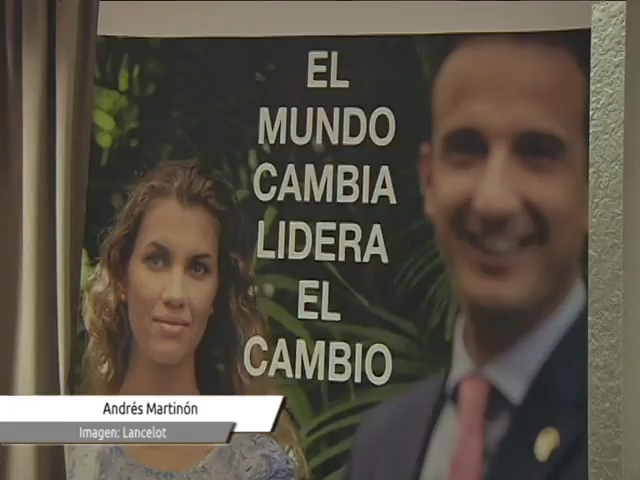 EL
MUNDO
CAMBIA
LIDERA
EL
CAMBIO
Andrés Martinón
Imagen: Lancelot